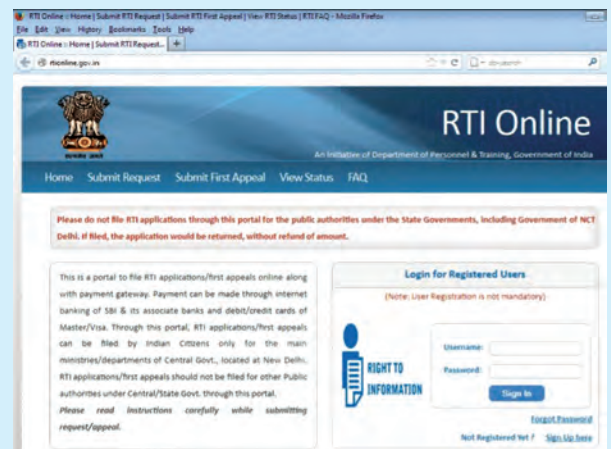 RTI Online :: Home | Submit RTI Request | Submit RTI First Appeal | View RTI Status | RTI FAQ - Mozilla Firefox
File Edit View History Bookmarks Tools Help
RTI Online :: Home | Submit RTI Request...
rtionline.gov.in
RTI Online
An Initiative of Department of Personnel & Training, Government of India
Home Submit Request Submit First Appeal View Status FAQ
Please do not file RTI applications through this portal for the public authorities under the State Governments, including Government of NCT
Delhi. If filed, the application would be returned, without refund of amount.
This is a portal to file RTI applications/first appeals online along
with payment gateway. Payment can be made through internet
banking of SBI & its associate banks and debit/credit cards of
Master/Visa. Through this portal, RTI applications/first appeals
can be filed by Indian Citizens only for the main
ministries/departments of Central Govt., located at New Delhi.
RTI applications/first appeals should not be filed for other Public
authorities under Central/State Govt. through this portal.
Please read instructions carefully while submitting
request/appeal.
Login for Registered Users
(Note: User Registration is not mandatory)
RIGHT TO
INFORMATION
Username:
Password:
Sign In
Forgot Password
Not Registered Yet ? Sign Up here